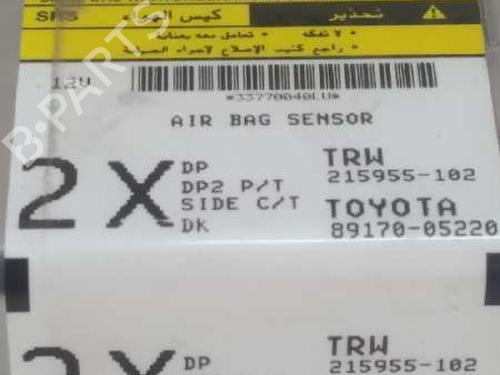 SRS كيس الهواء تحذير
• لا تفكه • تعامل معه بعناية
• راجع كتيب الإصلاح لاجراء الصيانة
12V
*33770040LU*
AIR BAG SENSOR
2X
DP
DP2 P/T
SIDE C/T
DK
TRW
215955-102
TOYOTA
89170-05220
2X
DP
TRW
215955-102
B-PARTS